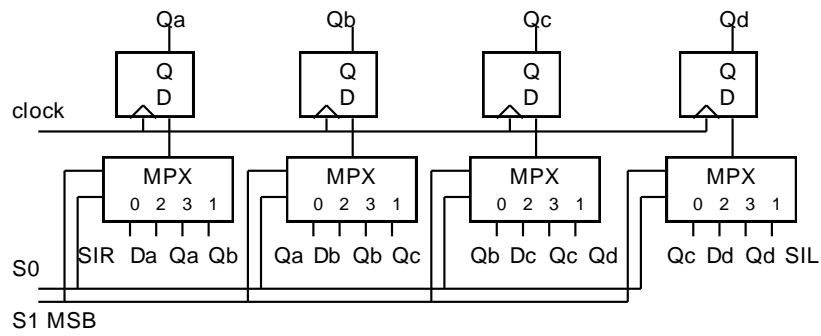 Qa Qb Qc Qd
Q Q Q Q
D D D D
clock
MPX MPX MPX MPX
0 2 3 1 0 2 3 1 0 2 3 1 0 2 3 1
SIR Da Qa Qb Qa Db Qb Qc Qb Dc Qc Qd Qc Dd Qd SIL
S0
S1 MSB